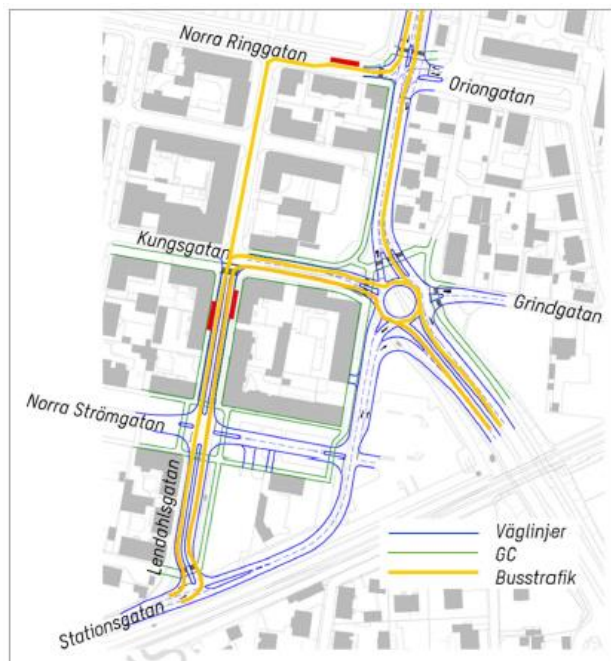 Norra Ringgatan
Oriongatan
Kungsgatan
Grindgatan
Norra Strömgatan
Lendahlsgatan
Väglinjer
GC
Busstrafik
Stationsgatan